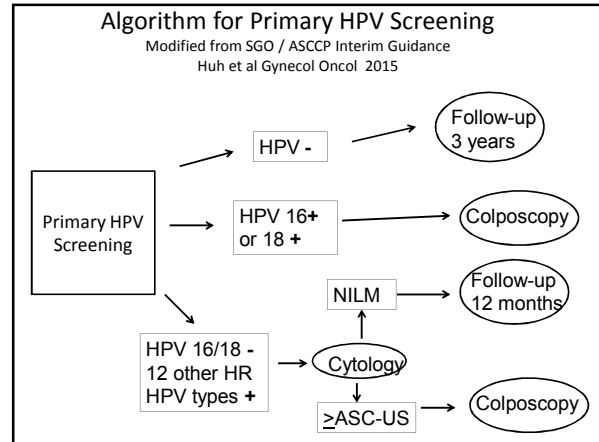 Algorithm for Primary HPV Screening
Modified from SGO / ASCCP Interim Guidance
Huh et al Gynecol Oncol  2015
Primary HPV
Screening
HPV -
Follow-up
3 years
HPV 16+
or 18 +
Colposcopy
HPV 16/18 -
12 other HR
HPV types +
Cytology
NILM
Follow-up
12 months
≥ASC-US
Colposcopy